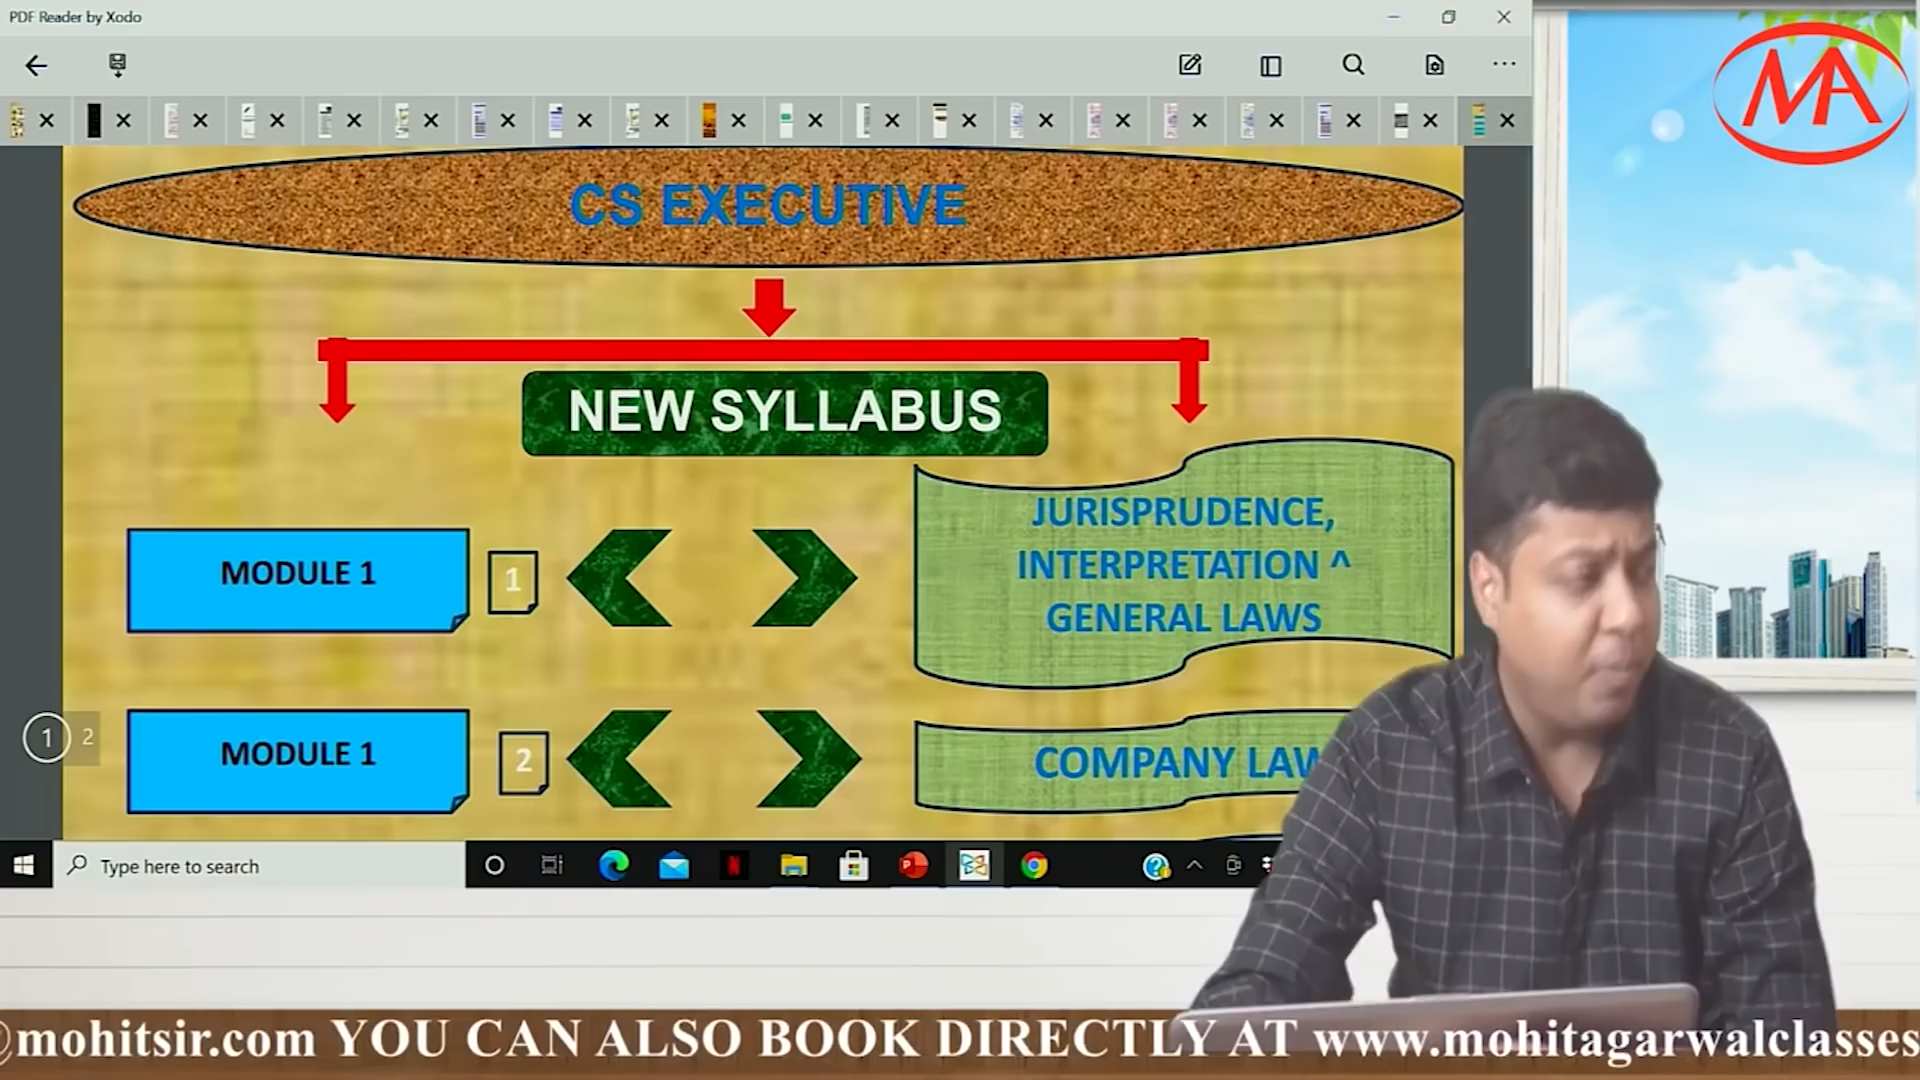 PDF Reader by Xodo
MA
CS EXECUTIVE
NEW SYLLABUS
MODULE 1
1
JURISPRUDENCE,
INTERPRETATION ^
GENERAL LAWS
MODULE 1
2
COMPANY LAW
1
2
Type here to search
@mohitsir.com YOU CAN ALSO BOOK DIRECTLY AT www.mohitagarwalclasses